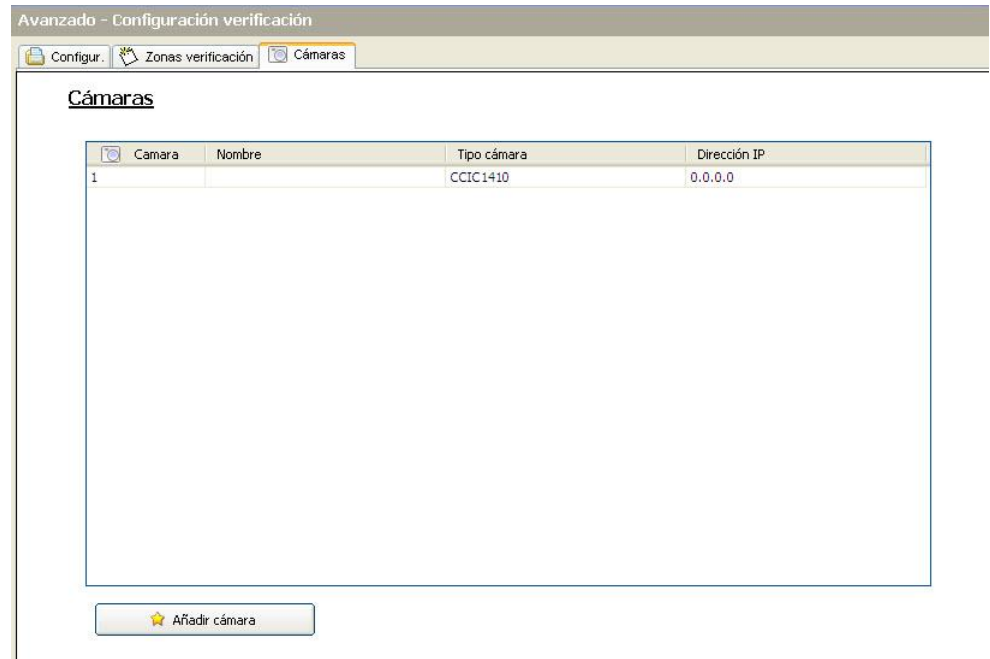 Avanzado - Configuración verificación
Configur. Zonas verificación Cámaras
Cámaras
Camara Nombre Tipo cámara Dirección IP
1 CCIC1410 0.0.0.0
Añadir cámara